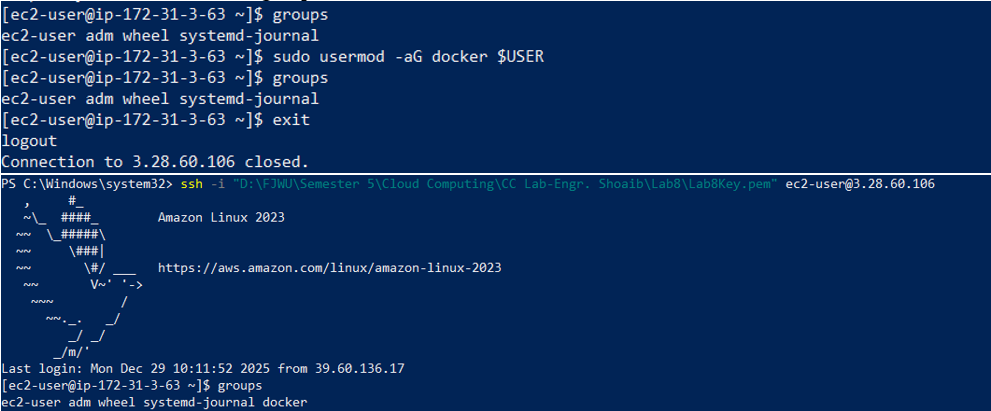 [ec2-user@ip-172-31-3-63 ~]$ groups
ec2-user adm wheel systemd-journal
[ec2-user@ip-172-31-3-63 ~]$ sudo usermod -aG docker $USER
[ec2-user@ip-172-31-3-63 ~]$ groups
ec2-user adm wheel systemd-journal
[ec2-user@ip-172-31-3-63 ~]$ exit
logout
Connection to 3.28.60.106 closed.
PS C:\Windows\system32> ssh -i "D:\FJWU\Semester 5\Cloud Computing\CC Lab-Engr. Shoaib\Lab8\Lab8Key.pem" ec2-user@3.28.60.106
   ,     #_
   ~\_  ####_        Amazon Linux 2023
  ~~  \_#####\
  ~~     \###|
  ~~       \#/ ___   https://aws.amazon.com/linux/amazon-linux-2023
   ~~       V~' '->
    ~~~         /
      ~~._.   _/
         _/ _/
       _/m/'
Last login: Mon Dec 29 10:11:52 2025 from 39.60.136.17
[ec2-user@ip-172-31-3-63 ~]$ groups
ec2-user adm wheel systemd-journal docker